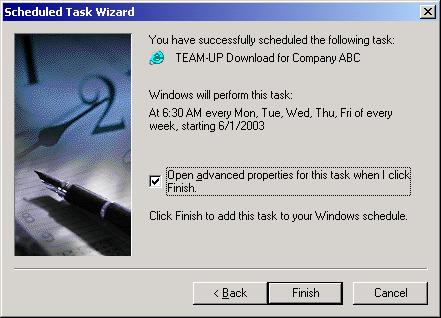 Scheduled Task Wizard
You have successfully scheduled the following task:
TEAM-UP Download for Company ABC
Windows will perform this task:
At 6:30 AM every Mon, Tue, Wed, Thu, Fri of every
week, starting 6/1/2003
Open advanced properties for this task when I click
Finish.
Click Finish to add this task to your Windows schedule.
< Back
Finish
Cancel